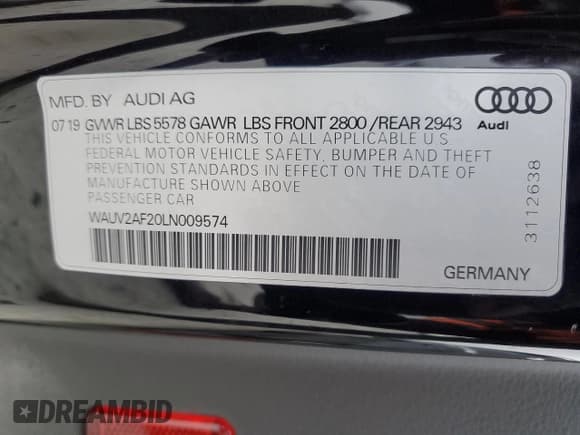 MFD. BY AUDI AG
07 19 GVWR LBS 5578 GAWR LBS FRONT 2800 /REAR 2943
Audi
THIS VEHICLE CONFORMS TO ALL APPLICABLE U S
FEDERAL MOTOR VEHICLE SAFETY, BUMPER AND THEFT
PREVENTION STANDARDS IN EFFECT ON THE DATE OF
MANUFACTURE SHOWN ABOVE
PASSENGER CAR
WAUV2AF20LN009574
3112638
GERMANY
DREAMBID